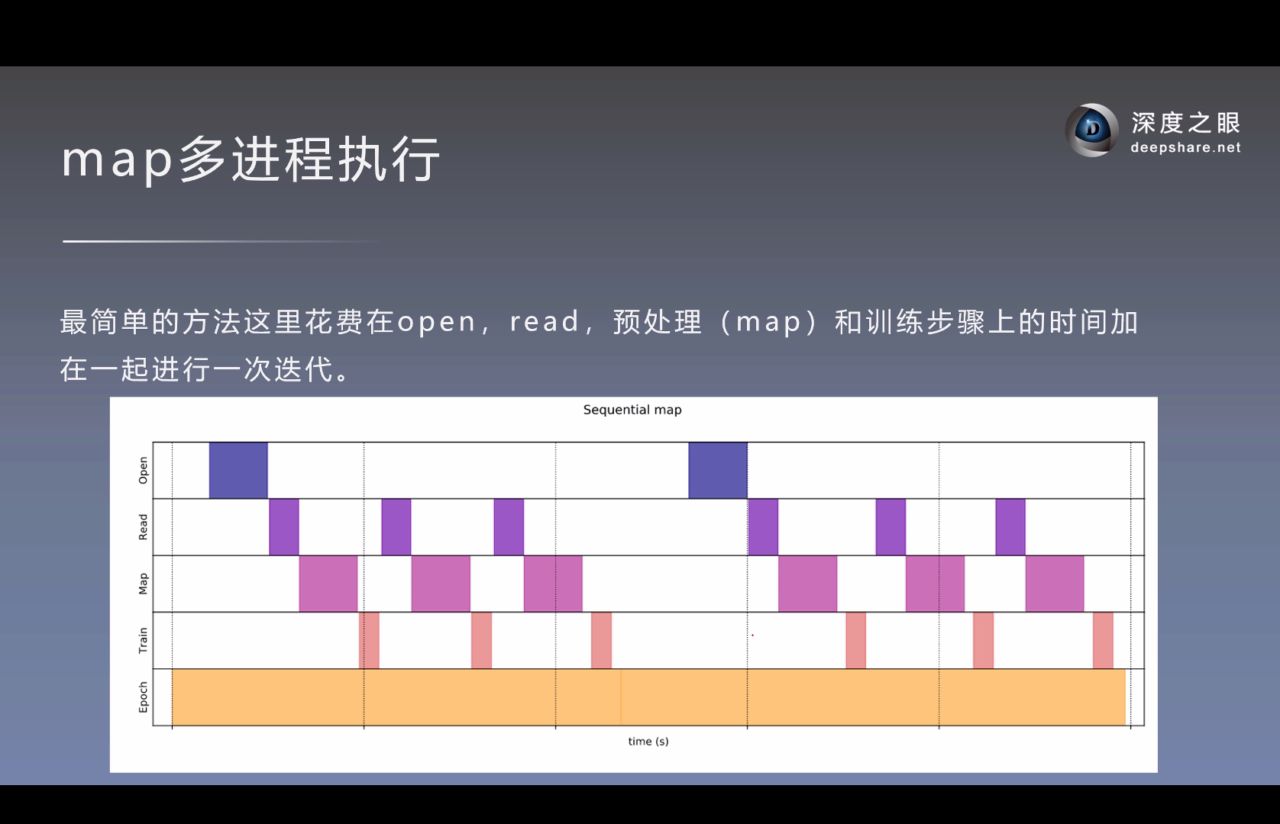 深度之眼
deepshare.net
map多进程执行
最简单的方法这里花费在open，read，预处理（map）和训练步骤上的时间加
在一起进行一次迭代。
Sequential map
Open
Read
Map
Train
Epoch
time (s)